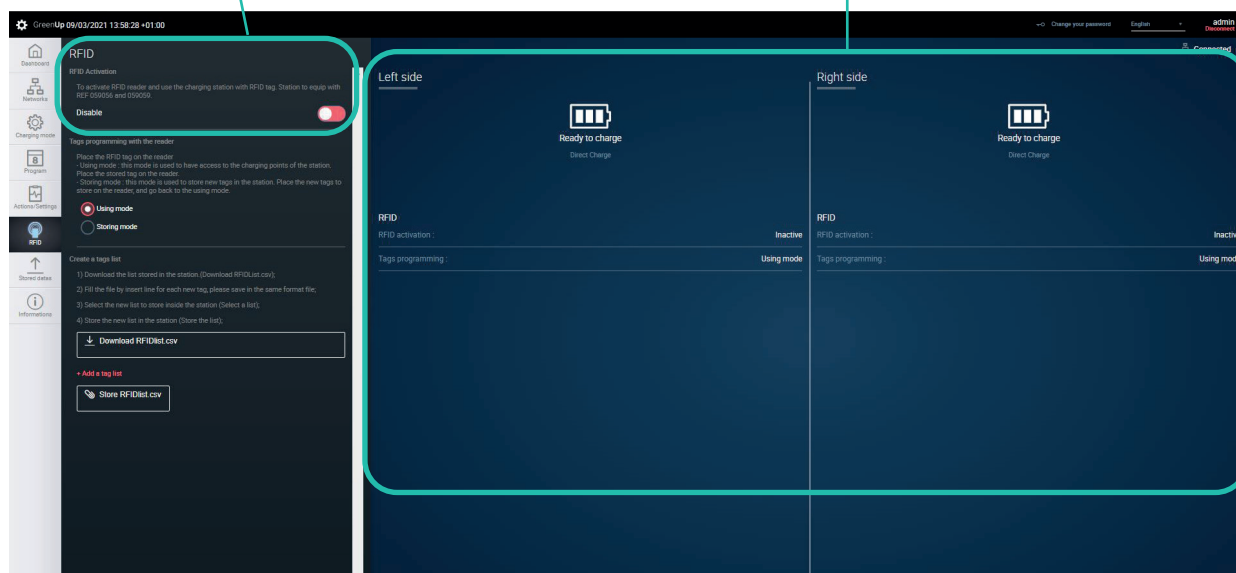 GreenUp 09/03/2021 13:58:28 +01:00
Change your password
English
admin
Disconnect
Connected
Dashboard
Networks
Charging mode
Program
8
Actions-Settings
RFID
Stored datas
Informations
RFID
RFID Activation
To activate RFID reader and use the charging station with RFID tag. Station to equip with
REF 059056 and 059059.
Disable
Tags programming with the reader
Place the RFID tag on the reader
- Using mode : this mode is used to have access to the charging points of the station.
Place the stored tag on the reader.
- Storing mode : this mode is used to store new tags in the station. Place the new tags to
store on the reader, and go back to the using mode.
Using mode
Storing mode
Create a tags list
1) Download the list stored in the station.(Download RFIDList.csv);
2) Fill the file by insert line for each new tag, please save in the same format file;
3) Select the new list to store inside the station (Select a list);
4) Store the new list in the station (Store the list);
Download RFIDlist.csv
+ Add a tag list
Store RFIDlist.csv
Left side
Ready to charge
Direct Charge
RFID
RFID activation :
Inactive
Tags programming :
Using mode
Right side
Ready to charge
Direct Charge
RFID
RFID activation :
Inactiv
Tags programming :
Using mod